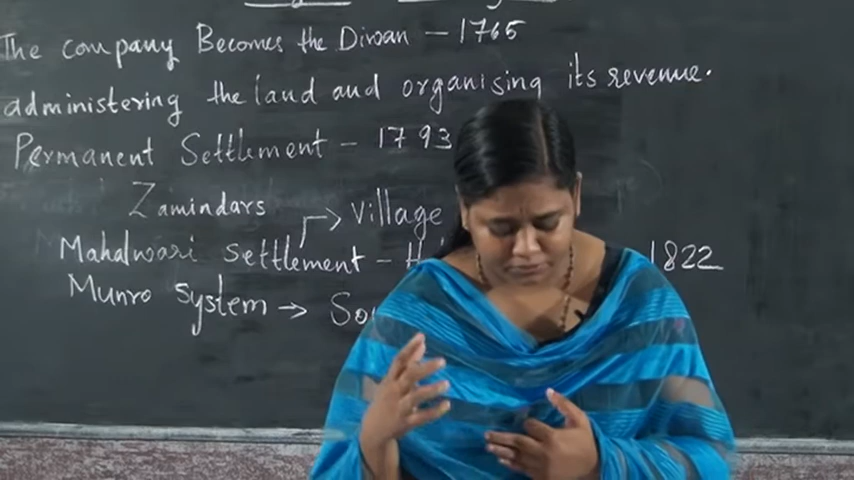 The company Becomes the Diwan - 1765
administering the land and organising its revenue.
Permanent Settlement - 1793
Zamindars
→ Village
Mahalwari Settlement - 1822
Munro System →